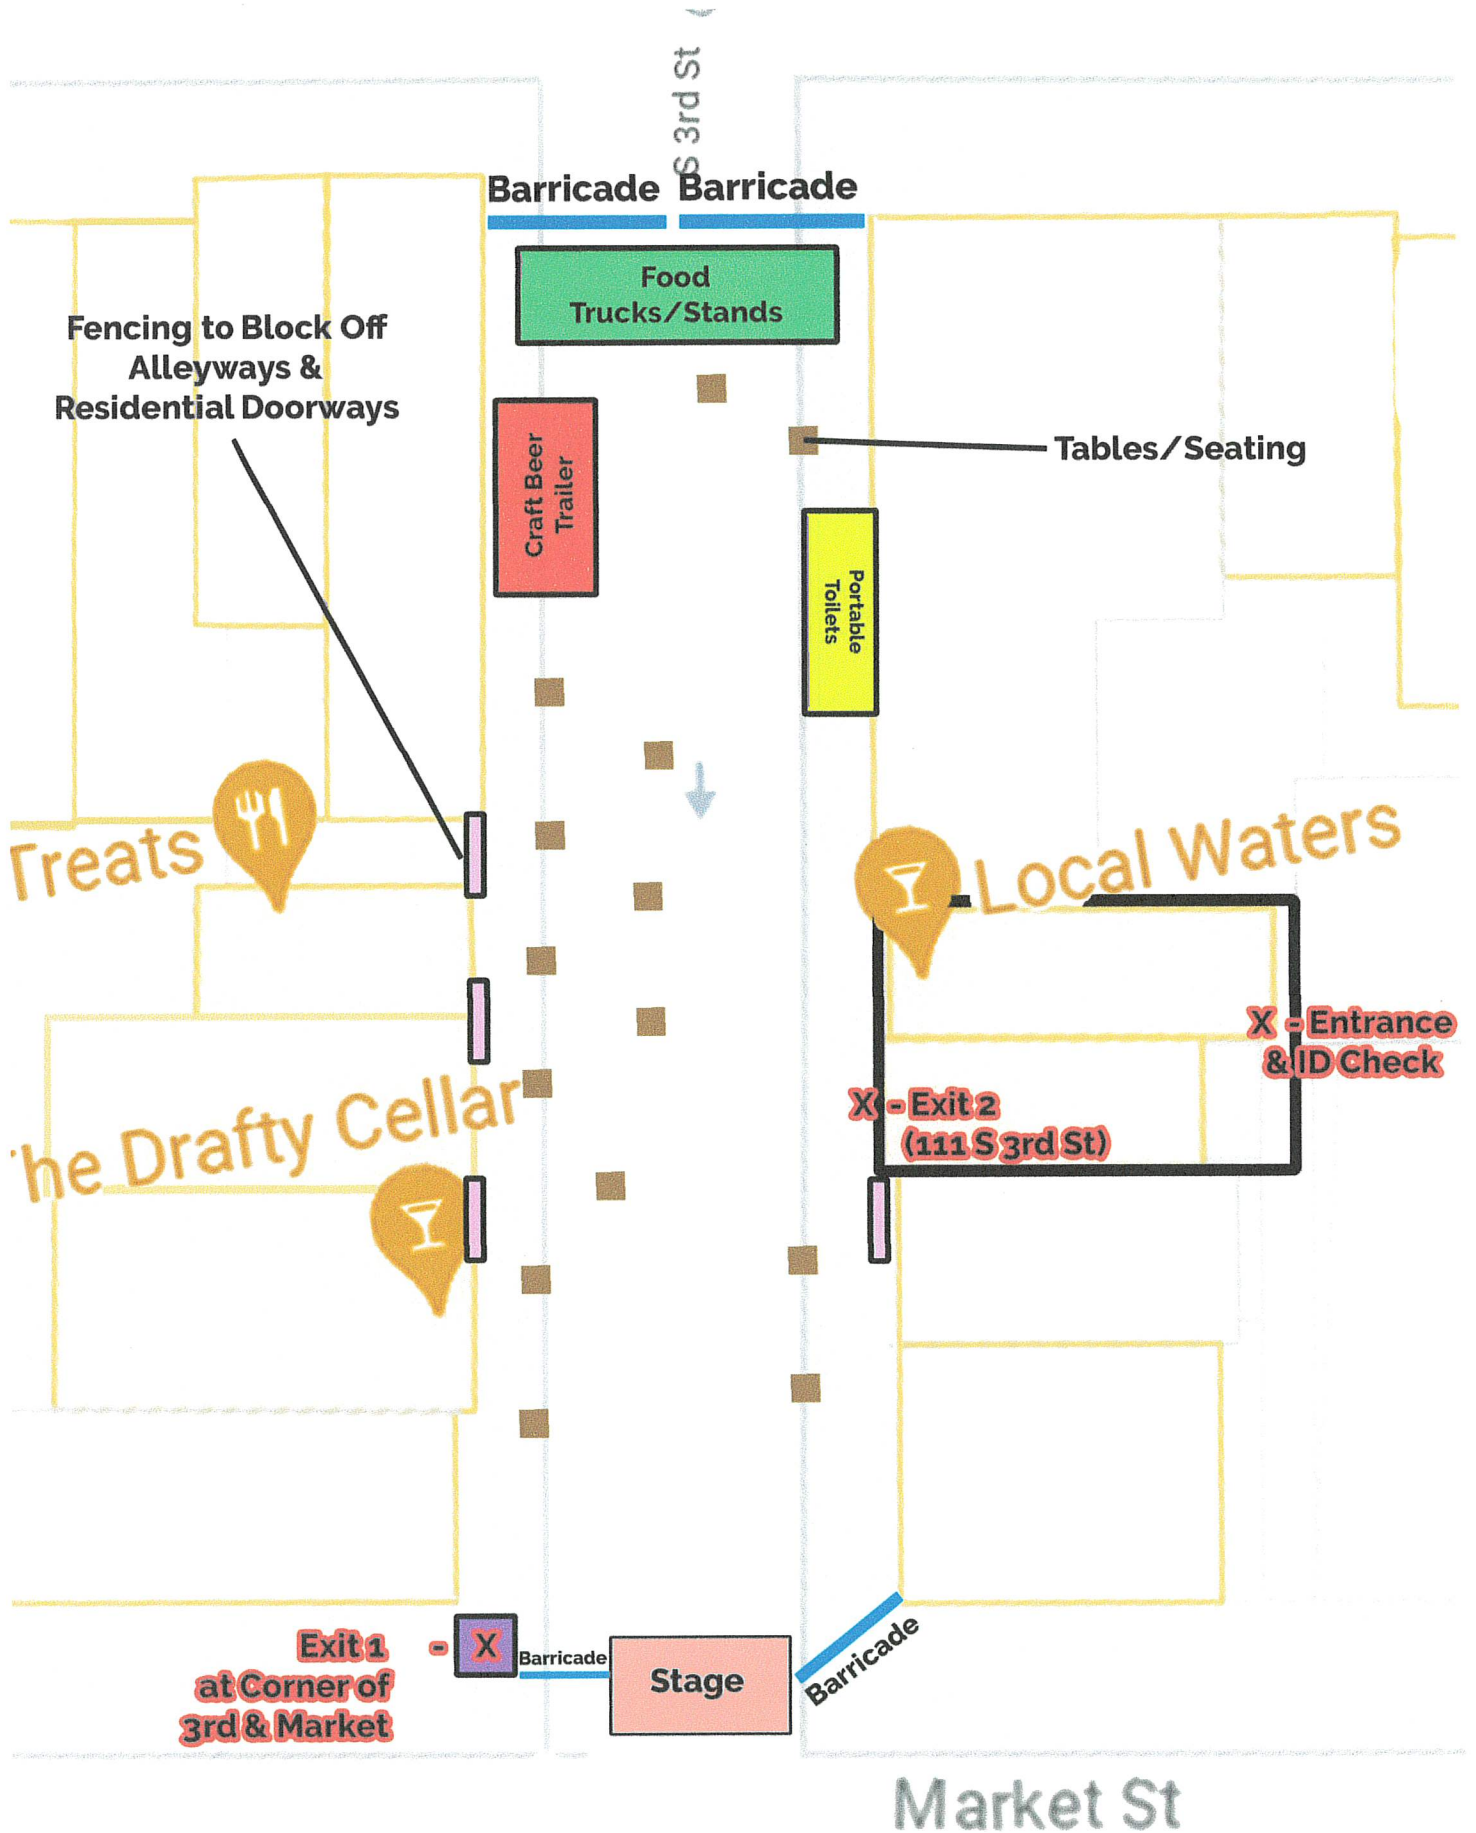 S 3rd St
Barricade Barricade
Food
Trucks/Stands
Fencing to Block Off
Alleyways &
Residential Doorways
Craft Beer
Trailer
Tables/Seating
Portable
Toilets
Treats
Local Waters
X - Entrance
& ID Check
X - Exit 2
(111 S 3rd St)
he Drafty Cellar
Exit 1 - X
at Corner of
3rd & Market
Barricade
Stage
Barricade
Market St